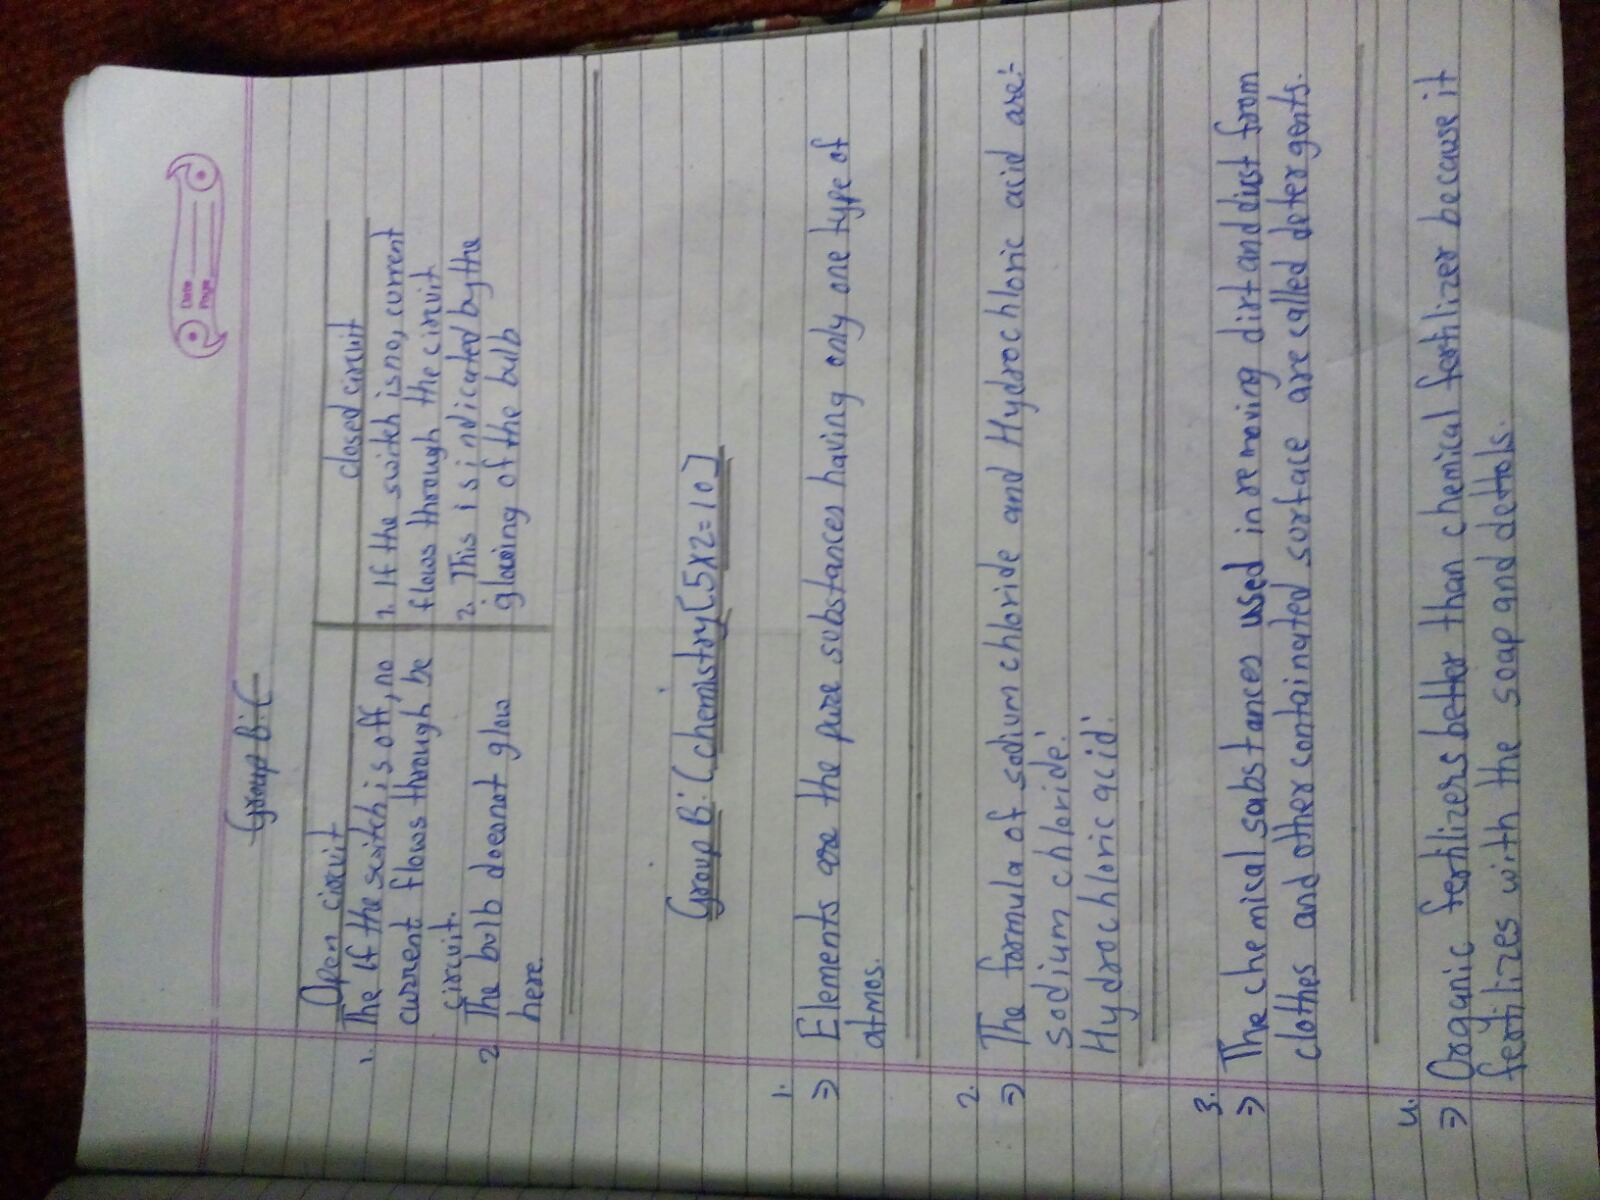 Date
Page
Group B:C
Open circuit closed circuit
1. The If the switch is off, no 1. If the switch is no, current
current flows through be flows through the circuit
circuit. 2. This is indicated by the
2 The bulb doesnot glow glowing of the bulb
here.
Group B: (chemistry [5x2=10]
1.
⇒ Elements are the pure substances having only one type of
atmos.
2.
⇒ The formula of sodium chloride and Hydrochloric acid are:-
sodium chloride:
Hydrochloric acid:
3.
⇒ The chemical substances used in removing dirt and dust from
clothes and other containated surface are called detergents.
4.
⇒ Organic fertilizers better than chemical fertilizer because it
fertilizes with the soap and dettols.